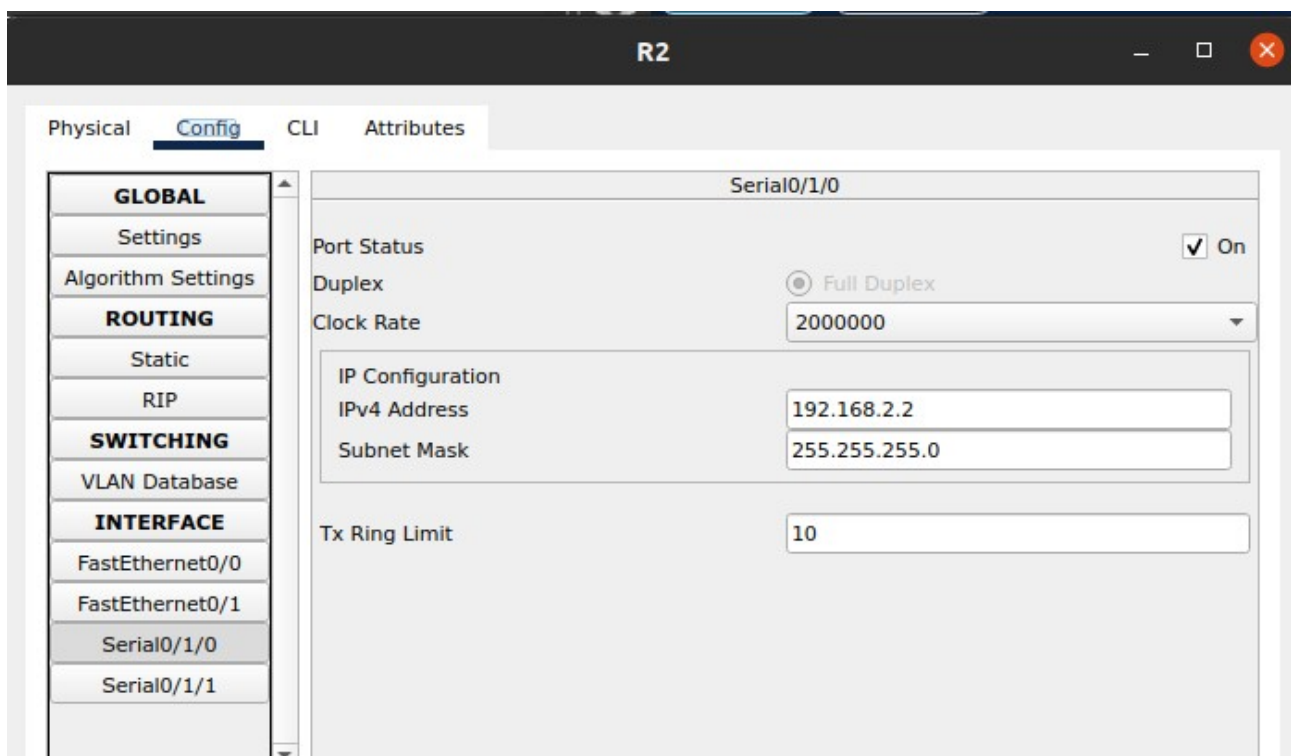 R2
Physical Config CLI Attributes
GLOBAL
Settings
Algorithm Settings
ROUTING
Static
RIP
SWITCHING
VLAN Database
INTERFACE
FastEthernet0/0
FastEthernet0/1
Serial0/1/0
Serial0/1/1
Serial0/1/0
Port Status On
Duplex Full Duplex
Clock Rate 2000000
IP Configuration
IPv4 Address 192.168.2.2
Subnet Mask 255.255.255.0
Tx Ring Limit 10